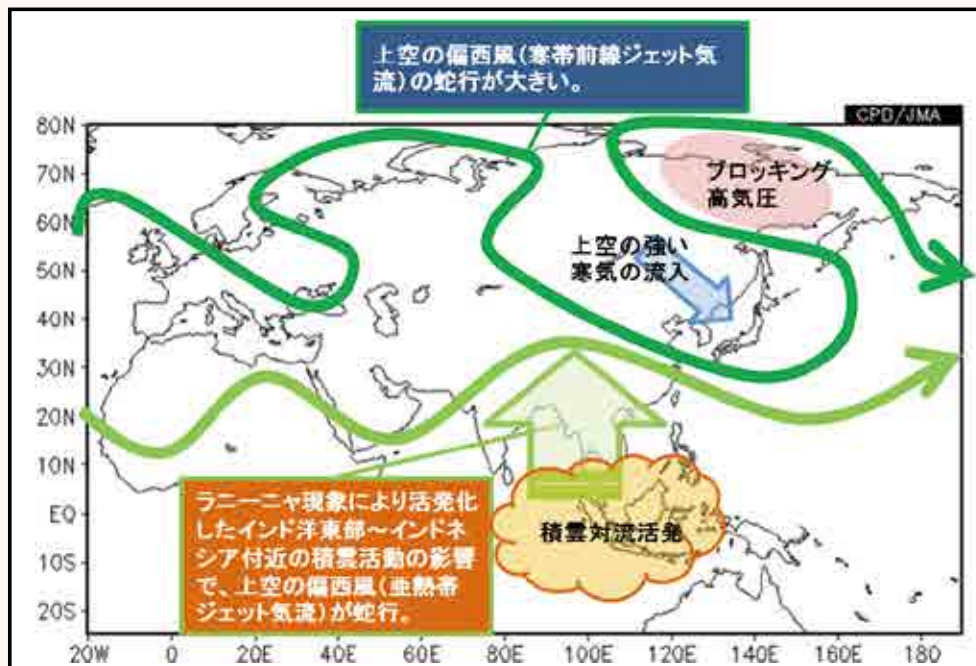 上空の偏西風(寒帯前線ジェット気
流)の蛇行が大きい。
CPD/JMA
80N
70N
60N
50N
40N
30N
20N
10N
EQ
10S
20S
ブロッキング
高気圧
上空の強い
寒気の流入
積雲対流活発
ラニーニャ現象により活発化
したインド洋東部～インドネ
シア付近の積雲活動の影響
で、上空の偏西風(亜熱帯
ジェット気流)が蛇行。
20W
0
20E
40E
60E
80E
100E
120E
140E
160E
180